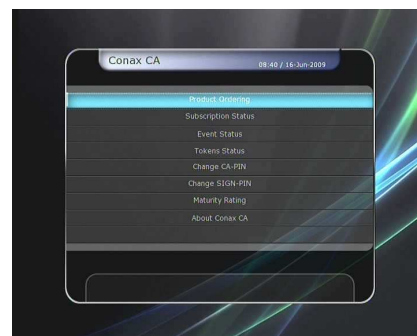 Conax CA
08:40 / 16-Jun-2009
Product Ordering
Subscription Status
Event Status
Tokens Status
Change CA-PIN
Change SIGN-PIN
Maturity Rating
About Conax CA